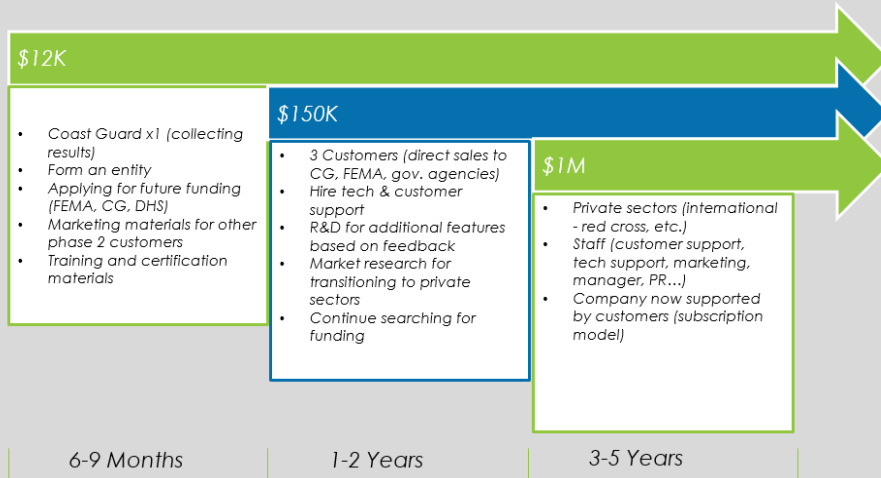 $12K
• Coast Guard x1 (collecting
results)
• Form an entity
• Applying for future funding
(FEMA, CG, DHS)
• Marketing materials for other
phase 2 customers
• Training and certification
materials
$150K
• 3 Customers (direct sales to
CG, FEMA, gov. agencies)
• Hire tech & customer
support
• R&D for additional features
based on feedback
• Market research for
transitioning to private
sectors
• Continue searching for
funding
$1M
• Private sectors (international
- red cross, etc.)
• Staff (customer support,
tech support, marketing,
manager, PR...)
• Company now supported
by customers (subscription
model)
6-9 Months
1-2 Years
3-5 Years